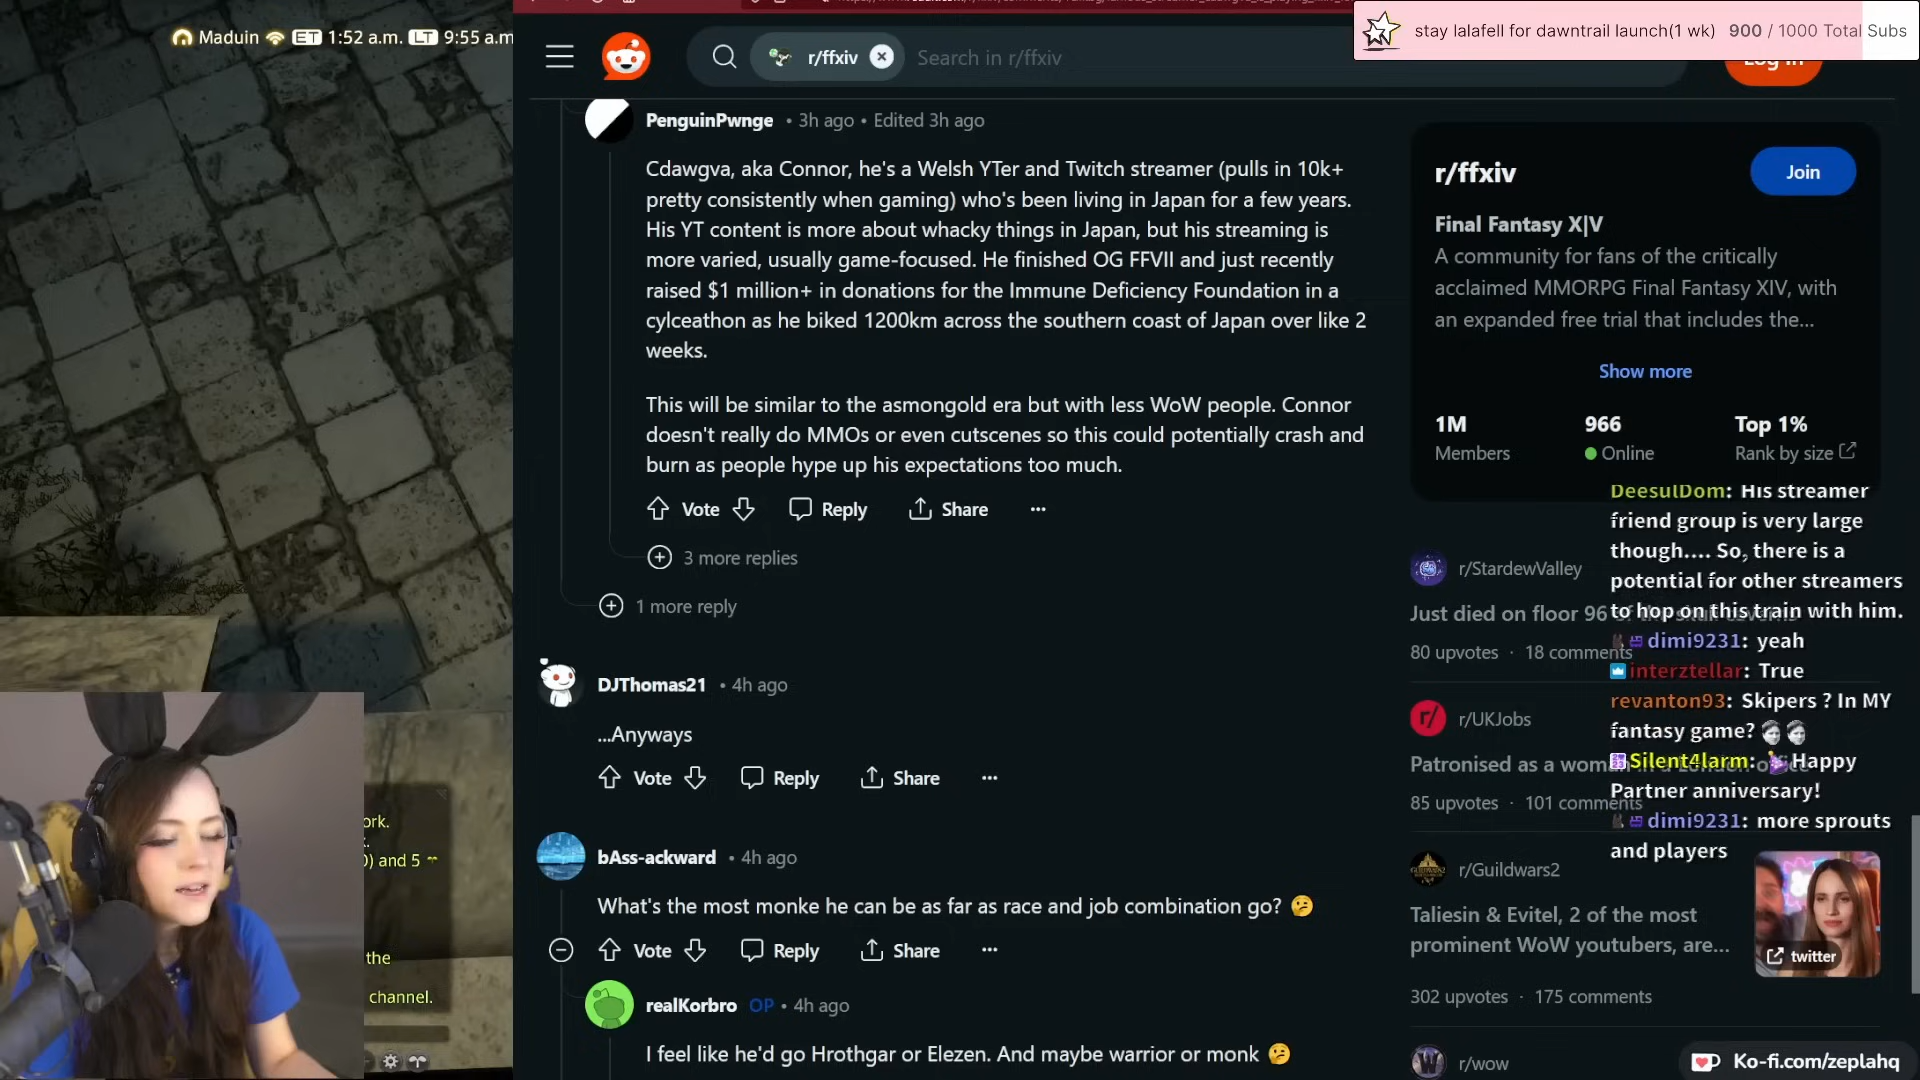 Maduin ET 1:52 a.m. LT 9:55 a.m
r/ffxiv
Search in r/ffxiv
stay lalafell for dawntrail launch(1 wk) 900 / 1000 Total Subs
PenguinPwnge • 3h ago • Edited 3h ago
Cdawgva, aka Connor, he's a Welsh YTer and Twitch streamer (pulls in 10k+
pretty consistently when gaming) who's been living in Japan for a few years.
His YT content is more about whacky things in Japan, but his streaming is
more varied, usually game-focused. He finished OG FFVII and just recently
raised $1 million+ in donations for the Immune Deficiency Foundation in a
cylceathon as he biked 1200km across the southern coast of Japan over like 2
weeks.
This will be similar to the asmongold era but with less WoW people. Connor
doesn't really do MMOs or even cutscenes so this could potentially crash and
burn as people hype up his expectations too much.
Vote Reply Share
3 more replies
1 more reply
DJThomas21 • 4h ago
...Anyways
Vote Reply Share
bAss-ackward • 4h ago
What's the most monke he can be as far as race and job combination go? 🤔
Vote Reply Share
realKorbro OP • 4h ago
I feel like he'd go Hrothgar or Elezen. And maybe warrior or monk 🤔
r/ffxiv
Join
Final Fantasy X|V
A community for fans of the critically
acclaimed MMORPG Final Fantasy XIV, with
an expanded free trial that includes the...
Show more
1M 966 Top 1%
Members Online Rank by size
r/StardewValley
Just died on floor 96
80 upvotes · 18 comments
r/UKJobs
Patronised as a woman
85 upvotes · 101 comments
r/Guildwars2
Taliesin & Evitel, 2 of the most
prominent WoW youtubers, are...
twitter
302 upvotes · 175 comments
r/wow
DeesulDom: His streamer
friend group is very large
though.... So, there is a
potential for other streamers
to hop on this train with him.
dimi9231: yeah
interztellar: True
revanton93: Skipers ? In MY
fantasy game?
Silent4larm: Happy
Partner anniversary!
dimi9231: more sprouts
and players
Ko-fi.com/zeplahq
ork.
) and 5
the
channel.